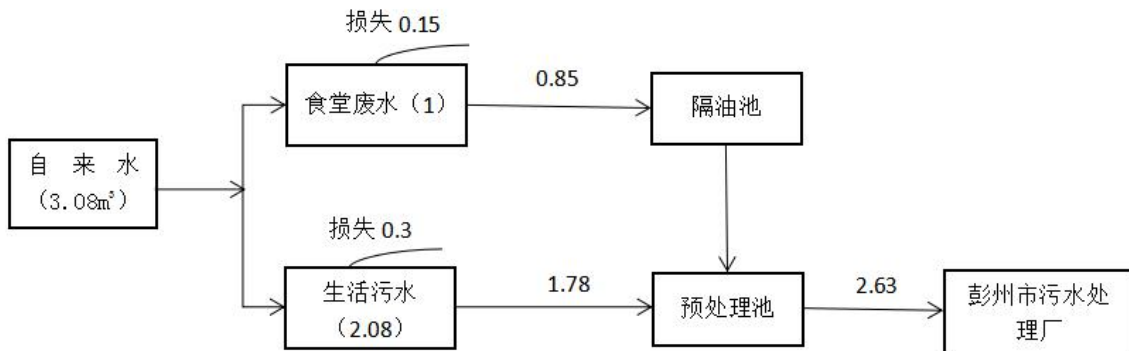 损失 0.15
食堂废水（1）
0.85
隔油池
自 来 水
（3.08m³）
损失 0.3
生活污水
（2.08）
1.78
预处理池
2.63
彭州市污水处
理厂